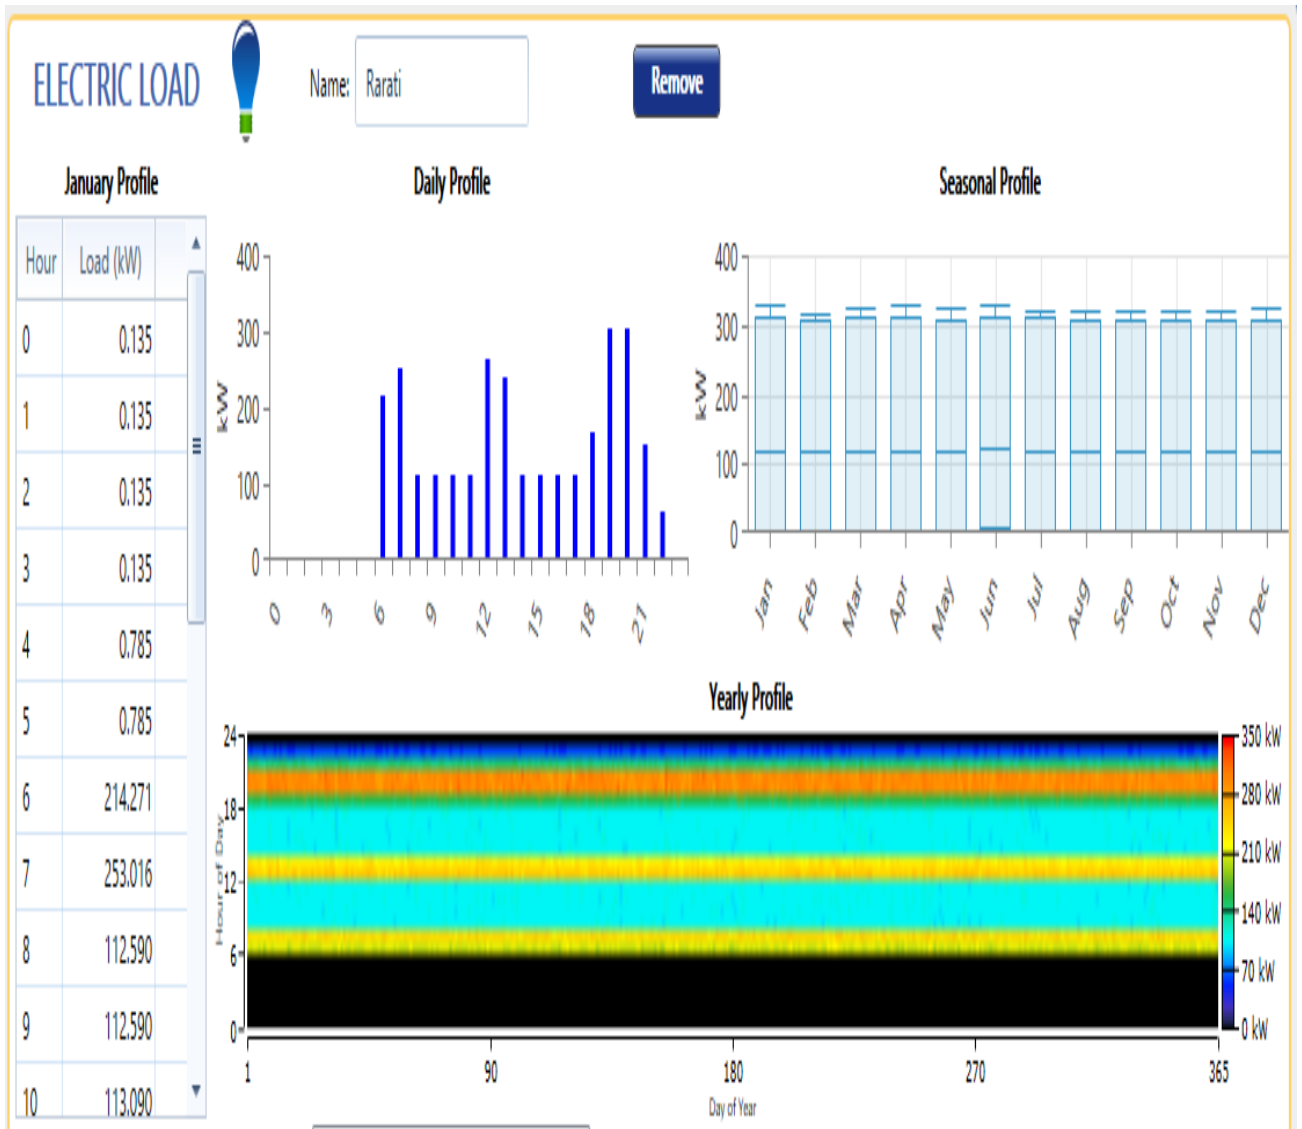 ELECTRIC LOAD
Name: Rarati
Remove
January Profile
Hour Load (kW)
0 0.135
1 0.135
2 0.135
3 0.135
4 0.785
5 0.785
6 214.271
7 253.016
8 112.590
9 112.590
10 113.090
Daily Profile
kW
400
300
200
100
0
0 3 6 9 12 15 18 21
Seasonal Profile
kW
400
300
200
100
0
Jan Feb Mar Apr May Jun Jul Aug Sep Oct Nov Dec
Yearly Profile
Hour of Day
24
18
12
6
0
350 kW
280 kW
210 kW
140 kW
70 kW
0 kW
1 90 180 270 365
Day of Year